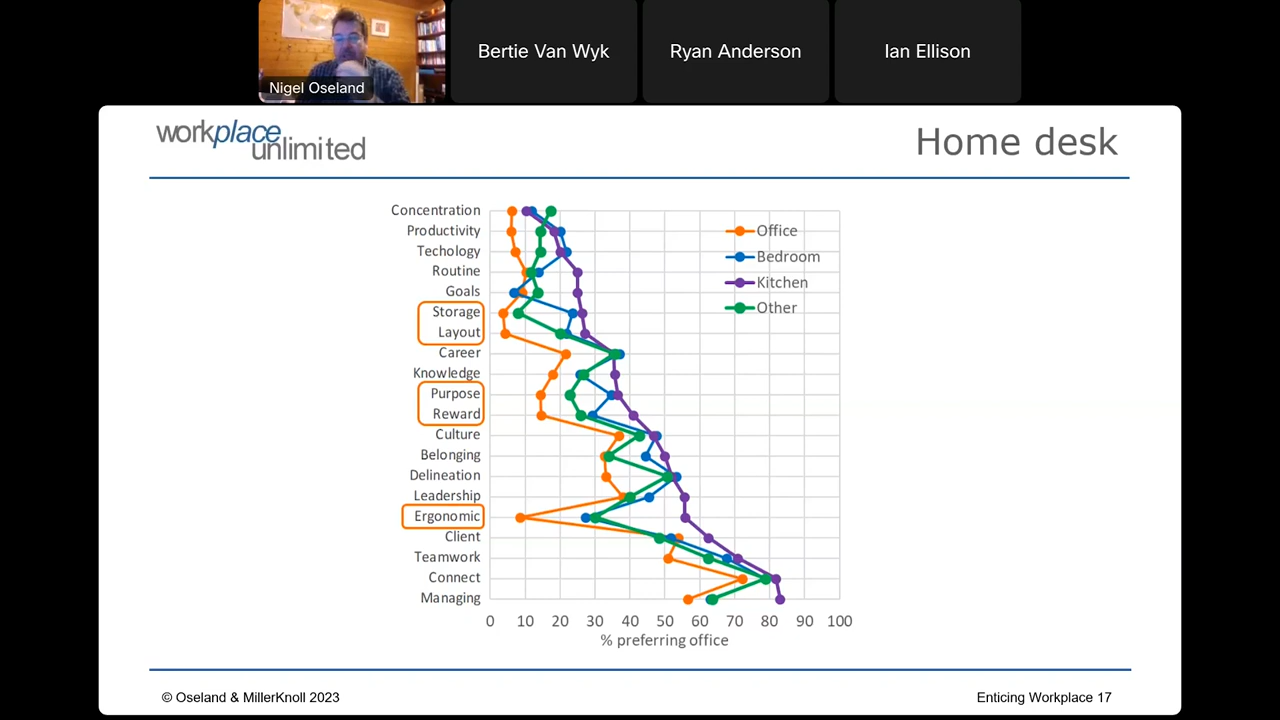 Nigel Oseland
Bertie Van Wyk
Ryan Anderson
Ian Ellison
workplace
unlimited
Home desk
Concentration
Productivity
Techology
Routine
Goals
Storage
Layout
Career
Knowledge
Purpose
Reward
Culture
Belonging
Delineation
Leadership
Ergonomic
Client
Teamwork
Connect
Managing
Office
Bedroom
Kitchen
Other
0 10 20 30 40 50 60 70 80 90 100
% preferring office
© Oseland & MillerKnoll 2023
Enticing Workplace 17